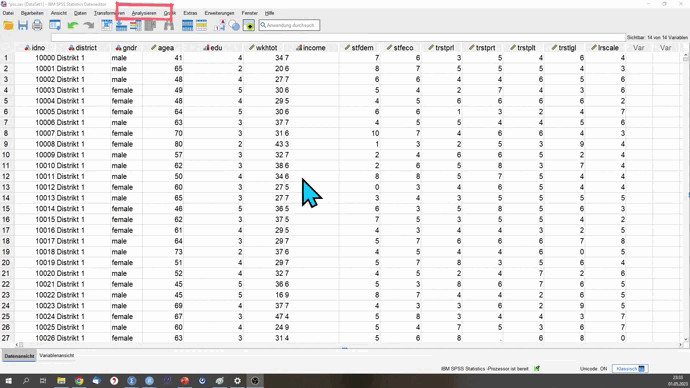 *pss.sav [DataSet1] - IBM SPSS Statistics Dateneditor
Datei Bearbeiten Ansicht Daten Transformieren Analysieren Grafik Extras Erweiterungen Fenster Hilfe
Anwendung durchsuchen
Sichtbar: 14 von 14 Variablen
idno district gndr agea edu wkhtot income stfdem stfeco trstprl trstprt trstplt trstlgl lrscale Var Var
1 10000 Distrikt 1 male 41 4 34 7 7 6 3 5 4 6 4
2 10001 Distrikt 1 male 65 2 20 6 8 7 5 5 5 4 3
3 10002 Distrikt 1 male 48 4 27 7 6 6 4 4 6 5 6
4 10003 Distrikt 1 female 49 5 30 6 5 4 2 7 4 3 6
5 10004 Distrikt 1 female 48 4 29 5 4 5 6 6 6 6 2
6 10005 Distrikt 1 female 64 5 30 6 6 6 1 3 2 4 7
7 10006 Distrikt 1 female 63 3 37 7 4 5 4 4 5 5 6
8 10007 Distrikt 1 female 70 3 31 6 10 7 4 6 6 4 3
9 10008 Distrikt 1 female 80 2 43 3 1 3 2 5 3 9 4
10 10009 Distrikt 1 male 57 3 32 7 2 4 6 6 5 2 4
11 10010 Distrikt 1 male 62 3 38 6 2 6 5 8 3 7 4
12 10011 Distrikt 1 male 50 4 34 6 8 8 5 7 5 4 4
13 10012 Distrikt 1 female 60 3 27 5 0 3 4 6 5 4 4
14 10013 Distrikt 1 male 65 3 27 7 3 4 3 5 5 5 5
15 10014 Distrikt 1 female 46 5 36 5 6 3 5 5 8 5 6 3
16 10015 Distrikt 1 female 62 3 37 5 7 5 3 5 5 4 2
17 10016 Distrikt 1 female 61 4 29 5 4 3 4 4 3 2 5
18 10017 Distrikt 1 male 64 3 29 7 5 7 6 6 6 7 8
19 10018 Distrikt 1 male 73 2 37 6 4 5 4 4 6 0 5
20 10019 Distrikt 1 female 51 4 29 7 5 7 8 3 5 6 4
21 10020 Distrikt 1 male 52 4 32 7 4 5 2 4 7 2 6
22 10021 Distrikt 1 female 45 5 36 6 5 3 8 6 7 6 5
23 10022 Distrikt 1 female 45 5 16 9 8 7 4 4 2 6 5
24 10023 Distrikt 1 male 69 4 37 7 4 3 3 6 2 9 5
25 10024 Distrikt 1 female 67 3 47 4 5 8 6 7 6 4 3
26 10025 Distrikt 1 male 60 4 24 9 5 4 7 5 3 6 7
27 10026 Distrikt 1 female 63 3 31 4 5 8 8 . 6 8 0
Datenansicht Variablenansicht
IBM SPSS Statistics -Prozessor ist bereit Unicode: ON Klassisch